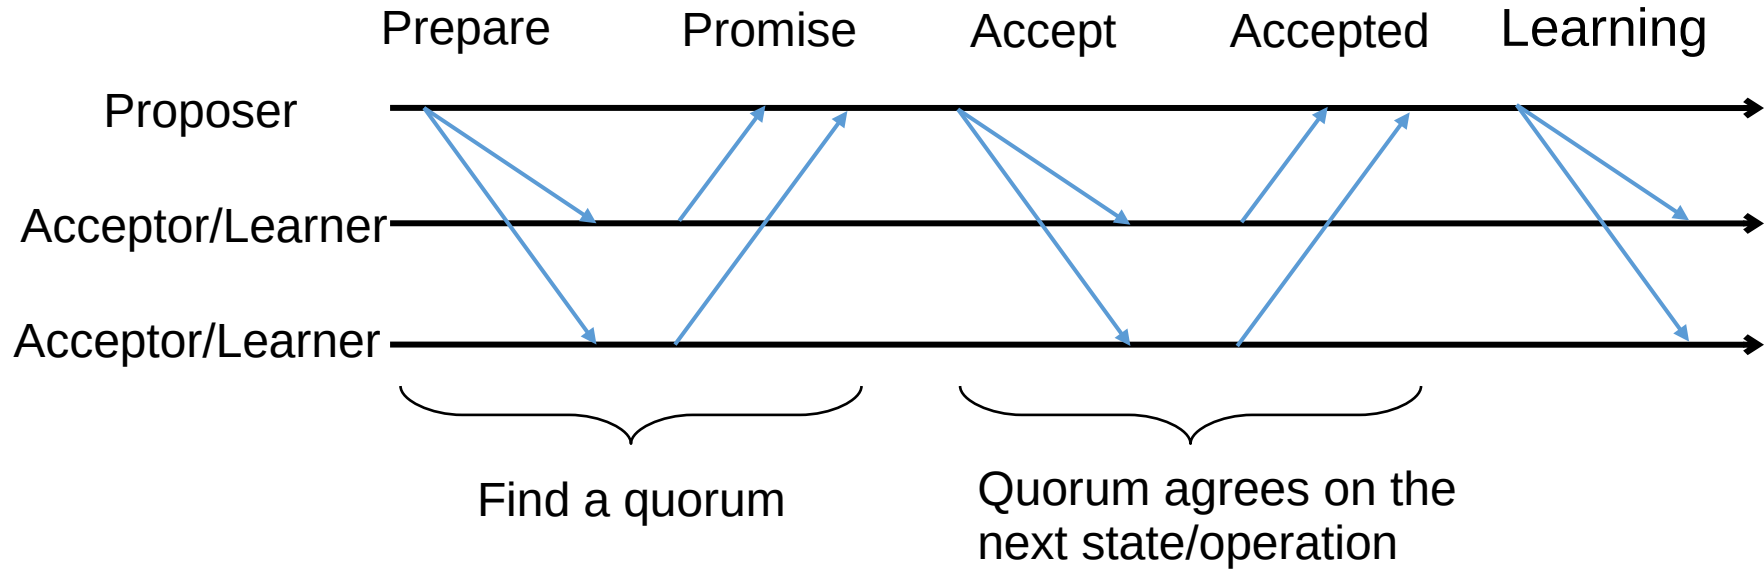 Prepare
Promise
Accept
Accepted
Learning
Proposer
Acceptor/Learner
Acceptor/Learner
Find a quorum
Quorum agrees on the
next state/operation